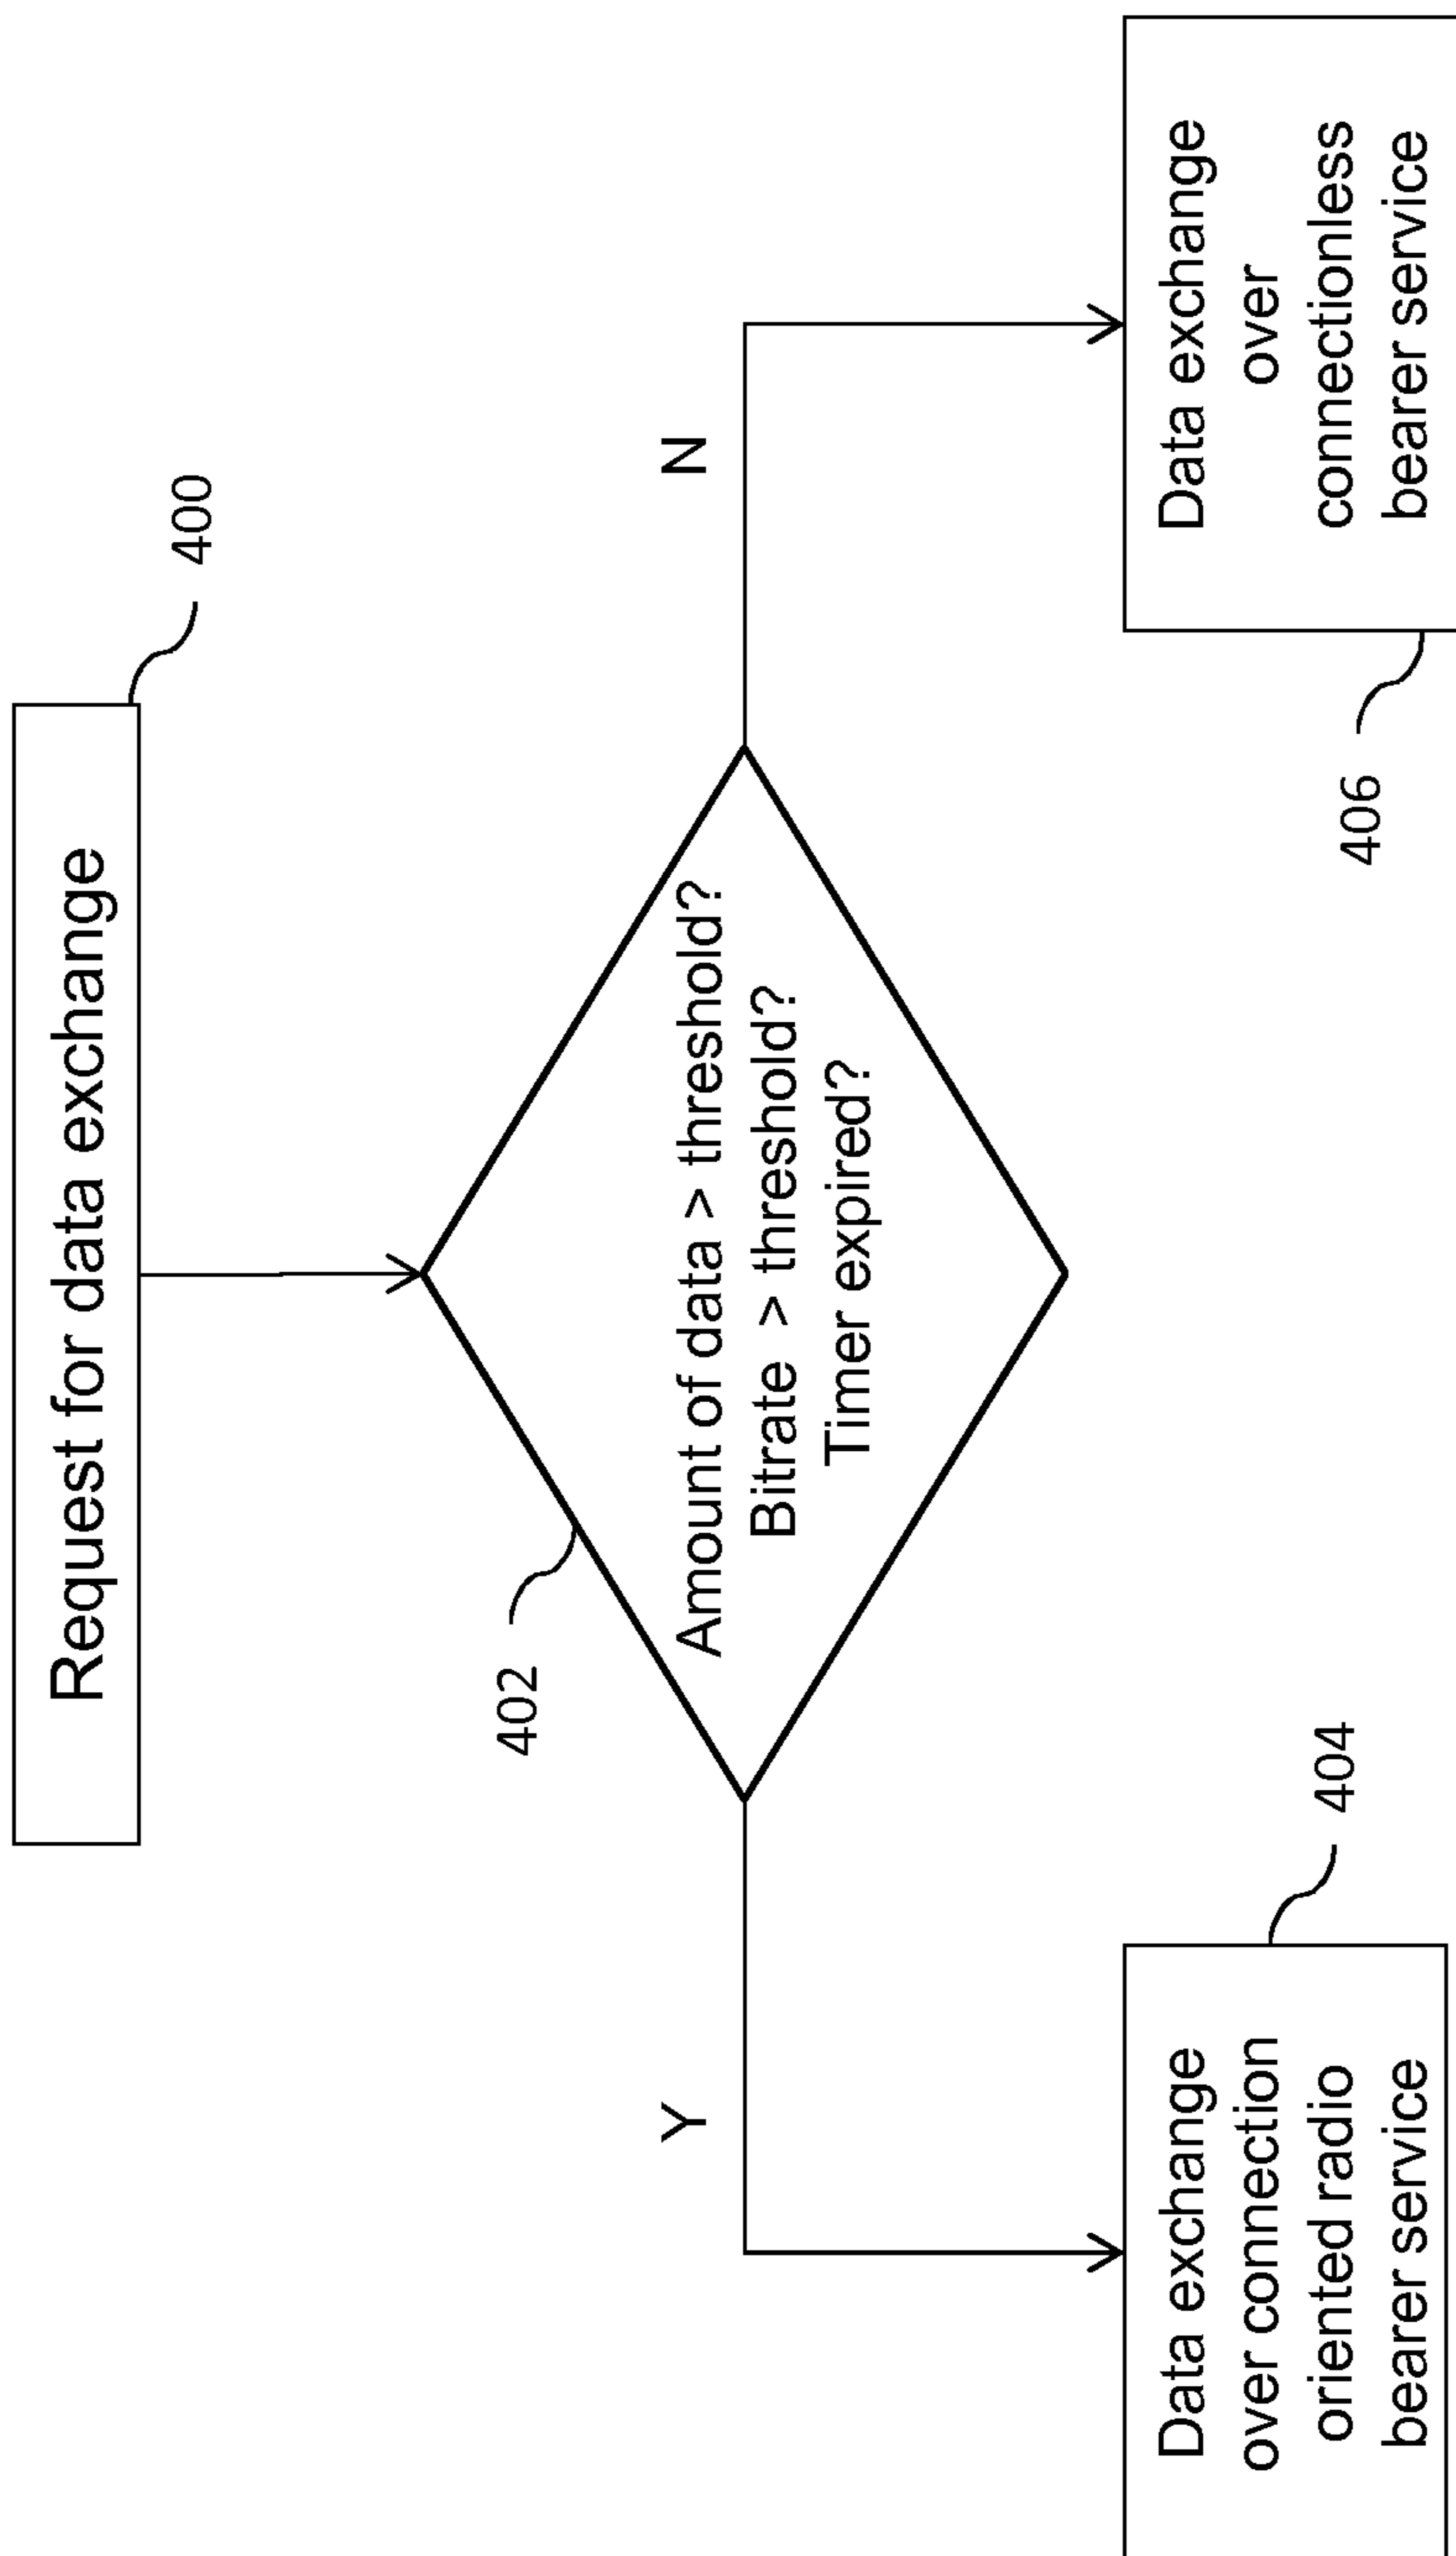 Request for data exchange
400
402
Amount of data > threshold?
Bitrate > threshold?
Timer expired?
Y
N
Data exchange
over connection
oriented radio
bearer service
404
Data exchange
over
connectionless
bearer service
406